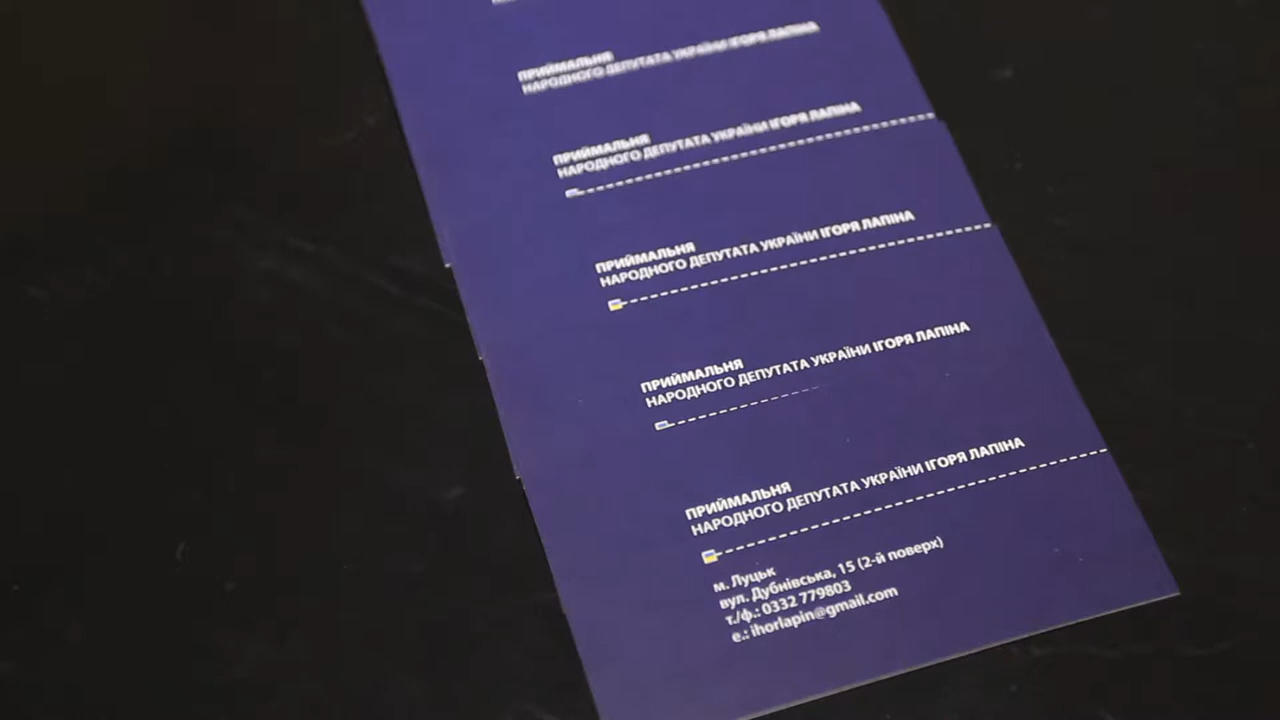 ПРИЙМАЛЬНЯ
НАРОДНОГО ДЕПУТАТА УКРАЇНИ ІГОРЯ ЛАПІНА
ПРИЙМАЛЬНЯ
НАРОДНОГО ДЕПУТАТА УКРАЇНИ ІГОРЯ ЛАПІНА
ПРИЙМАЛЬНЯ
НАРОДНОГО ДЕПУТАТА УКРАЇНИ ІГОРЯ ЛАПІНА
ПРИЙМАЛЬНЯ
НАРОДНОГО ДЕПУТАТА УКРАЇНИ ІГОРЯ ЛАПІНА
ПРИЙМАЛЬНЯ
НАРОДНОГО ДЕПУТАТА УКРАЇНИ ІГОРЯ ЛАПІНА
м. Луцьк
вул. Дубнівська, 15 (2-й поверх)
т./ф.: 0332 779803
е.: ihorlapin@gmail.com